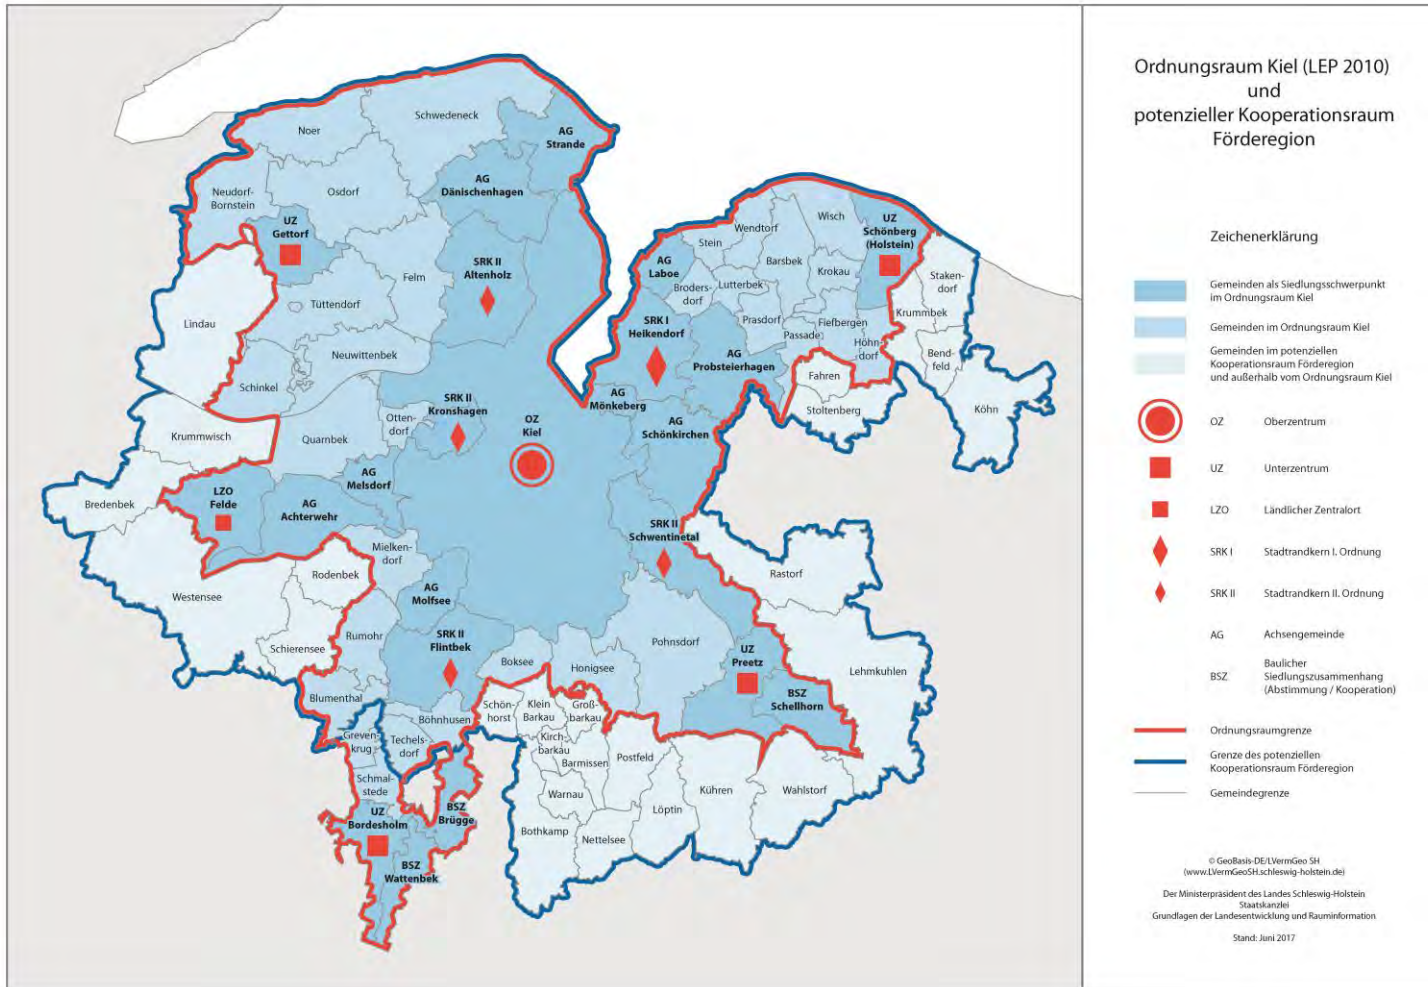 Noer
Schwedeneck
AG
Strande
Neudorf-
Bornstein
Osdorf
AG
Dänischenhagen
UZ
Gettorf
SRK II
Altenholz
Felm
Tüttendorf
Lindau
Neuwittenbek
Schinkel
SRK II
Kronshagen
Otten-
dorf
Krummwisch
Quarnbek
OZ
Kiel
AG
Melsdorf
LZO
Felde
AG
Achterwehr
Bredenbek
Mielken-
dorf
Rodenbek
Westensee
AG
Molfsee
Schierensee
Rumohr
SRK II
Flintbek
Blumenthal
Böhnhusen
Greven-
krug
Techels-
dorf
Schmal-
stede
UZ
Bordesholm
BSZ
Brügge
BSZ
Wattenbek
Wisch
Wendtorf
Stein
UZ
Schönberg
(Holstein)
AG
Laboe
Barsbek
Krokau
Lutterbek
Broders-
dorf
Staken-
dorf
Krummbek
SRK I
Heikendorf
Prasdorf
Passade
Fiefbergen
Höhn-
dorf
Bend-
feld
AG
Probsteierhagen
Fahren
Stoltenberg
Köhn
AG
Mönkeberg
AG
Schönkirchen
SRK II
Schwentinetal
Rastorf
Pohnsdorf
Lehmkuhlen
UZ
Preetz
BSZ
Schellhorn
Boksee
Honigsee
Schön-
horst
Klein
Barkau
Groß-
barkau
Kirch-
barkau
Barmissen
Postfeld
Warnau
Bothkamp
Nettelsee
Löptin
Kühren
Wahlstorf
Ordnungsraum Kiel (LEP 2010)
und
potenzieller Kooperationsraum
Förderegion
Zeichenerklärung
Gemeinden als Siedlungsschwerpunkt
im Ordnungsraum Kiel
Gemeinden im Ordnungsraum Kiel
Gemeinden im potenziellen
Kooperationsraum Förderegion
und außerhalb vom Ordnungsraum Kiel
OZ Oberzentrum
UZ Unterzentrum
LZO Ländlicher Zentralort
SRK I Stadtrandkern I. Ordnung
SRK II Stadtrandkern II. Ordnung
AG Achsengemeinde
BSZ Baulicher
Siedlungszusammenhang
(Abstimmung / Kooperation)
Ordnungsraumgrenze
Grenze des potenziellen
Kooperationsraum Förderegion
Gemeindegrenze
© GeoBasis-DE/LVermGeo SH
(www.LVermGeoSH.schleswig-holstein.de)
Der Ministerpräsident des Landes Schleswig-Holstein
Staatskanzlei
Grundlagen der Landesentwicklung und Rauminformation
Stand: Juni 2017